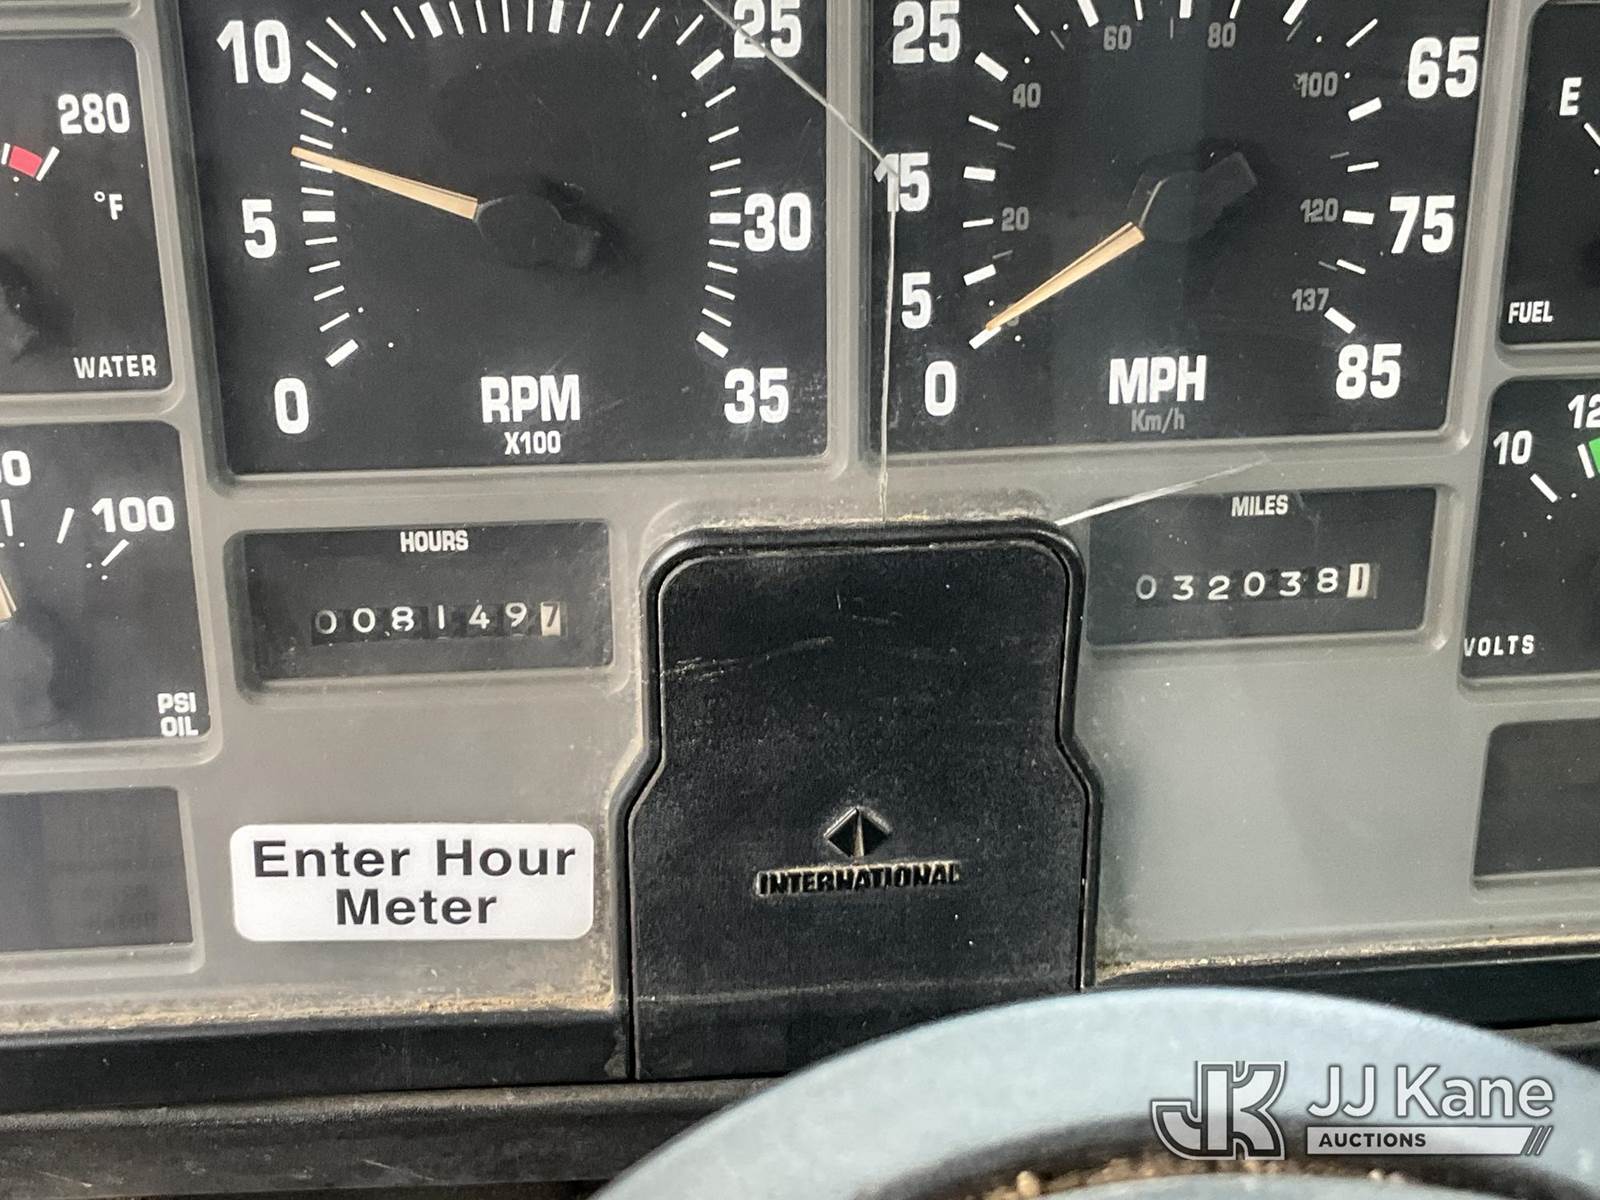 10
25
280
°F
5
30
WATER
0
35
RPM
X100
25
60
80
65
40
100
15
20
120
75
5
137
0
85
MPH
Km/h
E
FUEL
100
PSI
OIL
HOURS
0081497
MILES
0320381
10
VOLTS
INTERNATIONAL
Enter Hour
Meter
JK
JJ Kane
AUCTIONS